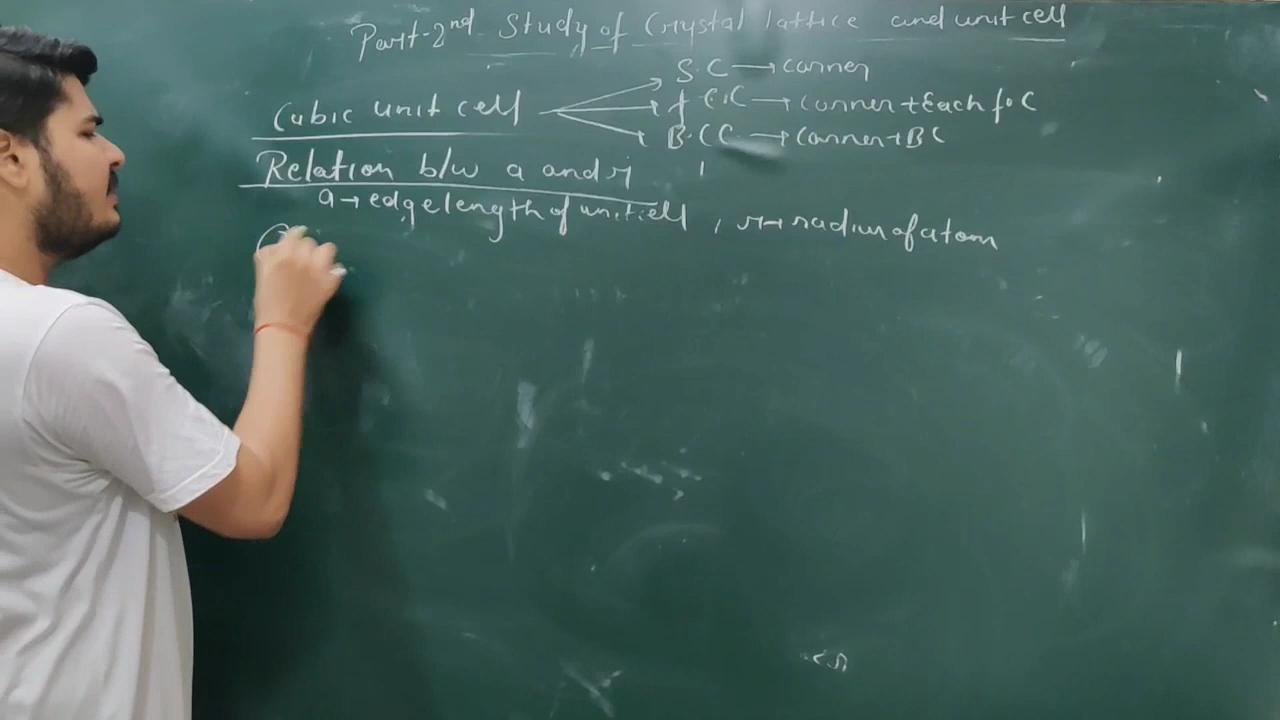 Part-2nd Study of Crystal lattice and unit cell
S.C → corner
Cubic unit cell
f.C.C → corner + Each f.C
B.C.C → corner + BC
Relation b/w a and r
a → edge length of unit cell , r → radius of atom